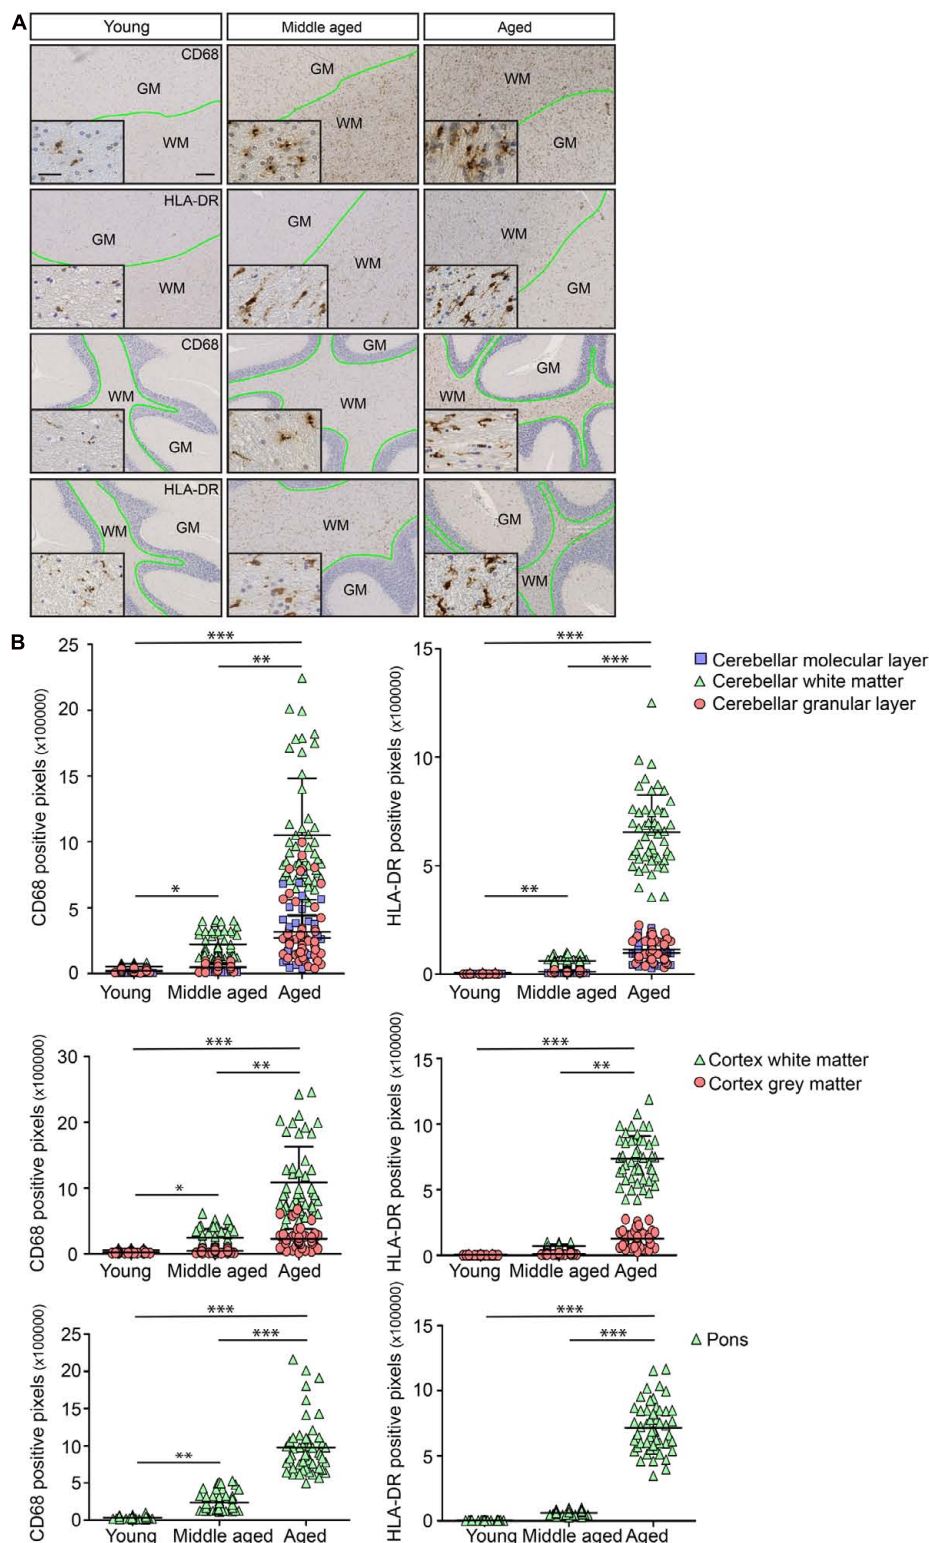 A
Young
Middle aged
Aged
CD68
GM
WM
GM
WM
WM
GM
HLA-DR
GM
WM
GM
WM
WM
GM
CD68
WM
GM
GM
WM
GM
WM
HLA-DR
WM
GM
WM
GM
GM
WM
B
CD68 positive pixels (x100000)
25
20
15
10
5
0
***
**
*
Young
Middle aged
Aged
HLA-DR positive pixels (x100000)
15
10
5
0
***
***
**
Young
Middle aged
Aged
Cerebellar molecular layer
Cerebellar white matter
Cerebellar granular layer
CD68 positive pixels (x100000)
30
20
10
0
***
**
*
Young
Middle aged
Aged
HLA-DR positive pixels (x100000)
15
10
5
0
***
**
Young
Middle aged
Aged
Cortex white matter
Cortex grey matter
CD68 positive pixels (x100000)
25
20
15
10
5
0
***
***
**
Young
Middle aged
Aged
HLA-DR positive pixels (x100000)
15
10
5
0
***
***
Young
Middle aged
Aged
Pons